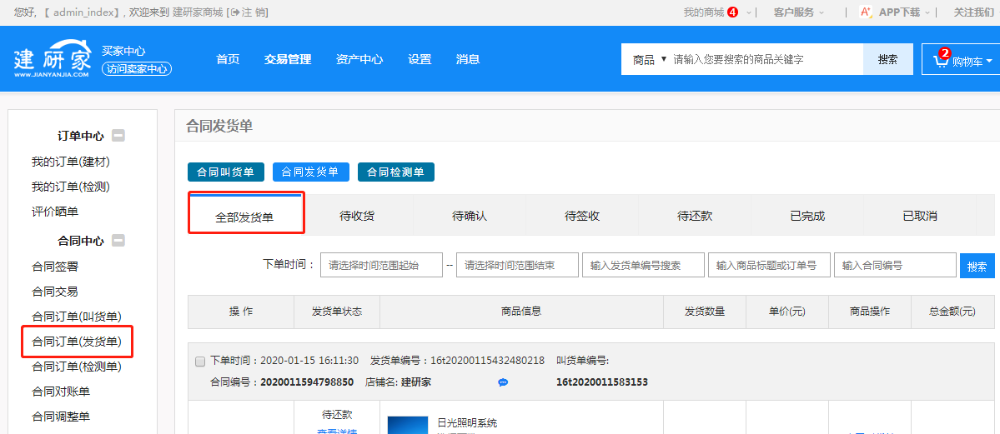 您好, 【 admin_index】, 欢迎来到 建研家商城 [注 销]
我的商城 4 | 客户服务 | APP下载 | 关注我们
建研家
WWW.JIANYANJIA.COM
买家中心
访问卖家中心
首页 交易管理 资产中心 设置 消息
商品 ▼ 请输入您要搜索的商品关键字 搜索
2 购物车
订单中心
我的订单(建材)
我的订单(检测)
评价晒单
合同中心
合同签署
合同交易
合同订单(叫货单)
合同订单(发货单)
合同订单(检测单)
合同对账单
合同调整单
合同发货单
合同叫货单 合同发货单 合同检测单
全部发货单 待收货 待确认 待签收 待还款 已完成 已取消
下单时间： 请选择时间范围起始 -- 请选择时间范围结束 输入发货单编号搜索 输入商品标题或订单号 输入合同编号 搜索
操 作 发货单状态 商品信息 发货数量 单价(元) 商品操作 总金额(元)
下单时间：2020-01-15 16:11:30 发货单编号：16t20200115432480218 叫货单编号:
合同编号：2020011594798850 店铺名: 建研家 16t2020011583153
待还款
查看详情
日光照明系统